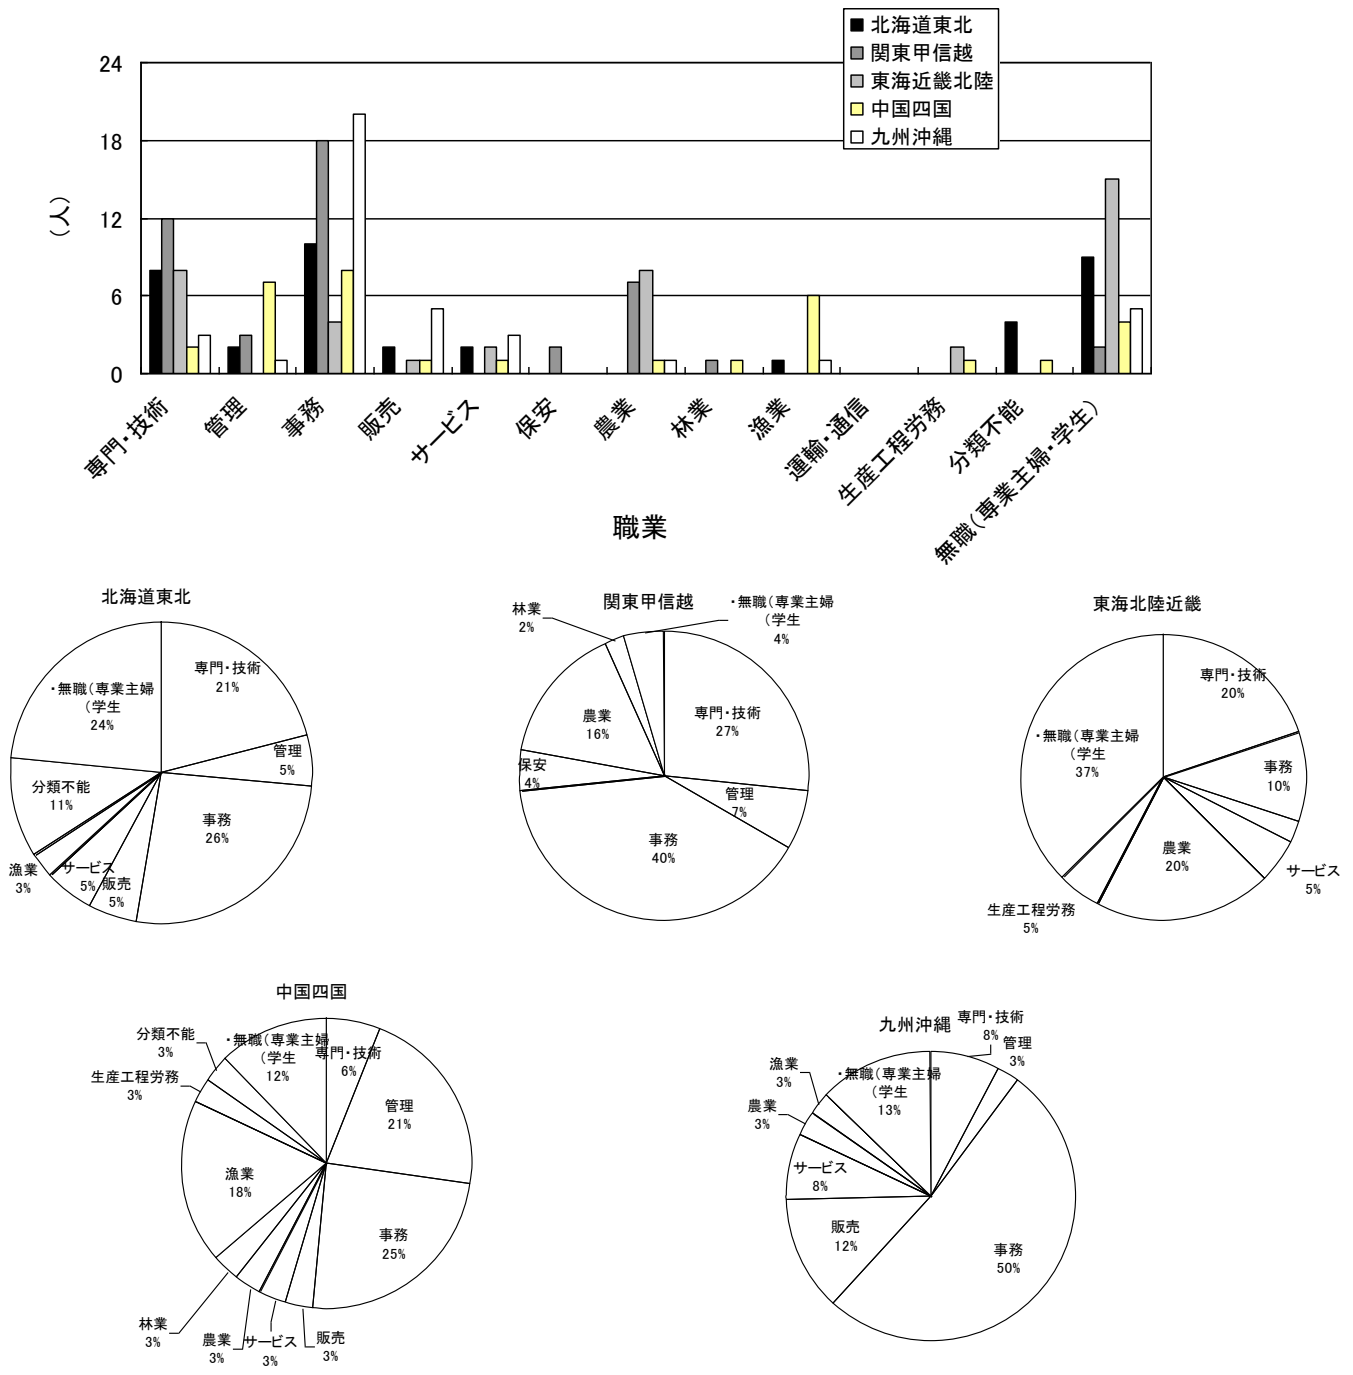 北海道東北
関東甲信越
東海近畿北陸
中国四国
九州沖縄
24
18
12
6
0
（人）
専門・技術
管理
事務
販売
サービス
保安
農業
林業
漁業
運輸・通信
生産工程労務
分類不能
無職（専業主婦・学生）
職業
北海道東北
専門・技術
21%
管理
5%
事務
26%
販売
5%
サービス
5%
漁業
3%
分類不能
11%
・無職（専業主婦
（学生
24%
関東甲信越
専門・技術
27%
管理
7%
事務
40%
保安
4%
農業
16%
林業
2%
・無職（専業主婦
（学生
4%
東海北陸近畿
専門・技術
20%
事務
10%
サービス
5%
農業
20%
生産工程労務
5%
・無職（専業主婦
（学生
37%
中国四国
専門・技術
6%
管理
21%
事務
25%
販売
3%
サービス
3%
農業
3%
林業
3%
漁業
18%
生産工程労務
3%
分類不能
3%
・無職（専業主婦
（学生
12%
九州沖縄
専門・技術
8%
管理
3%
事務
50%
販売
12%
サービス
8%
農業
3%
漁業
3%
・無職（専業主婦
（学生
13%